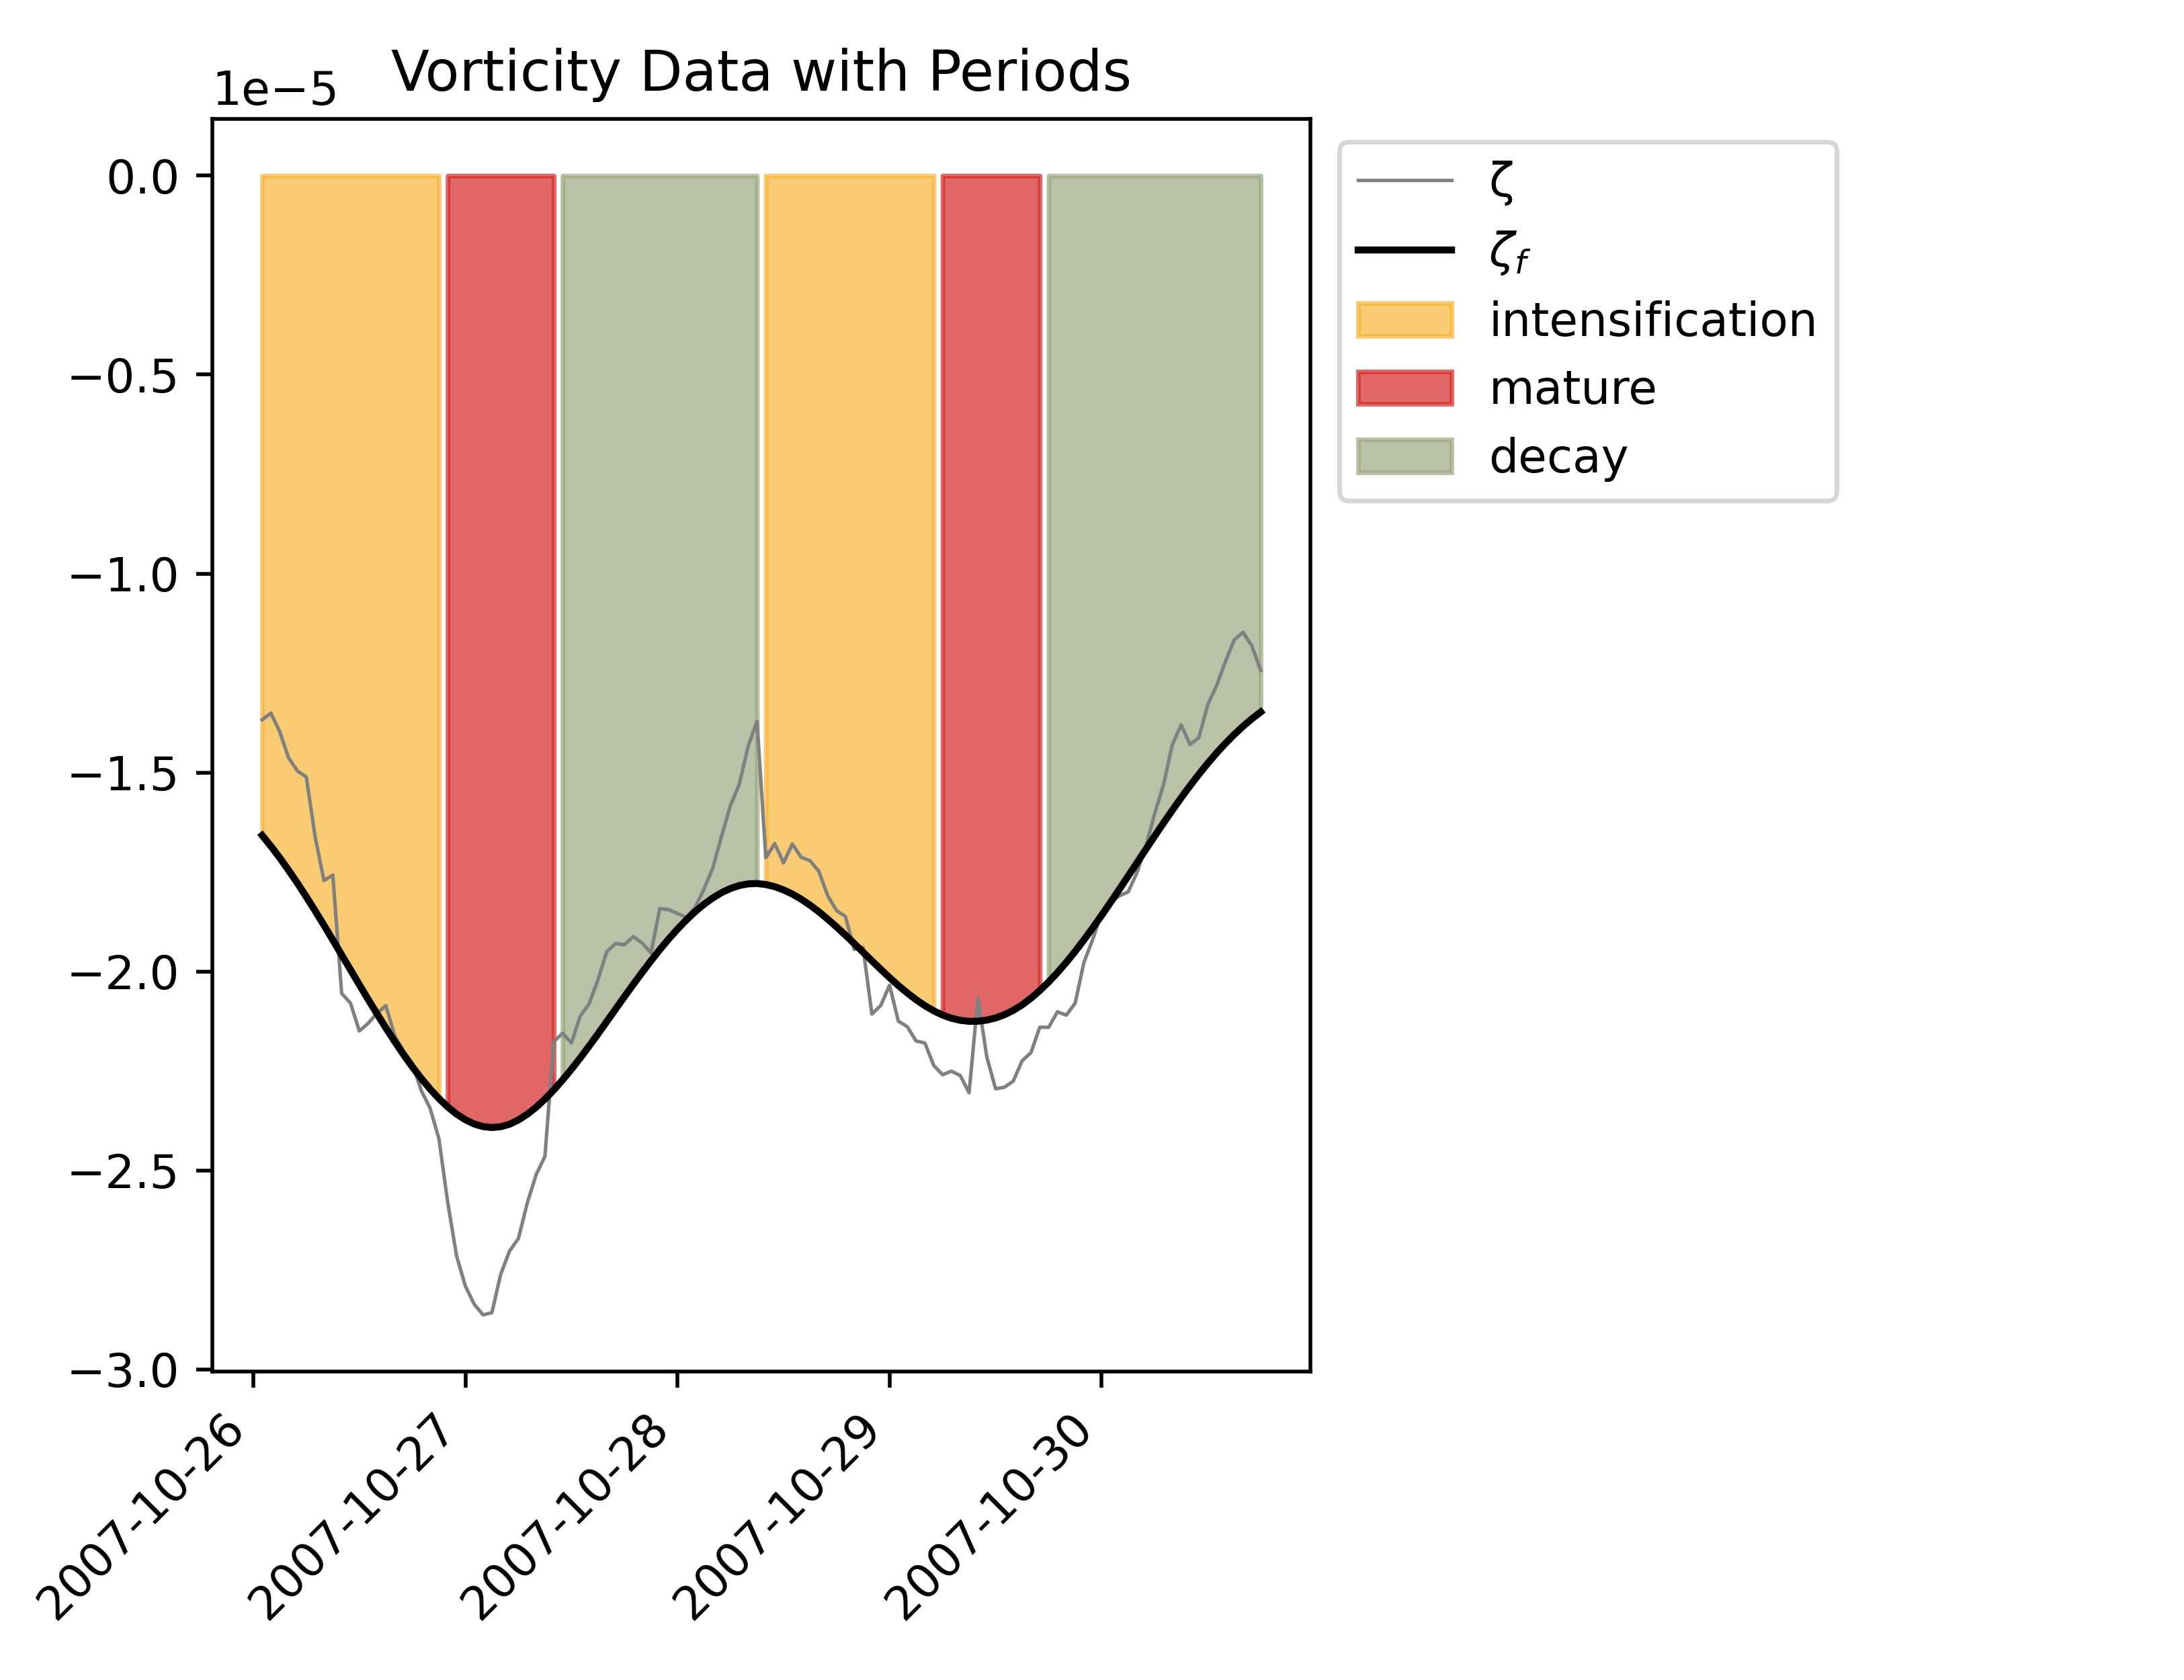 Vorticity Data with Periods
1e−5
0.0
−0.5
−1.0
−1.5
−2.0
−2.5
−3.0
2007-10-26
2007-10-27
2007-10-28
2007-10-29
2007-10-30
ζ
ζf
intensification
mature
decay